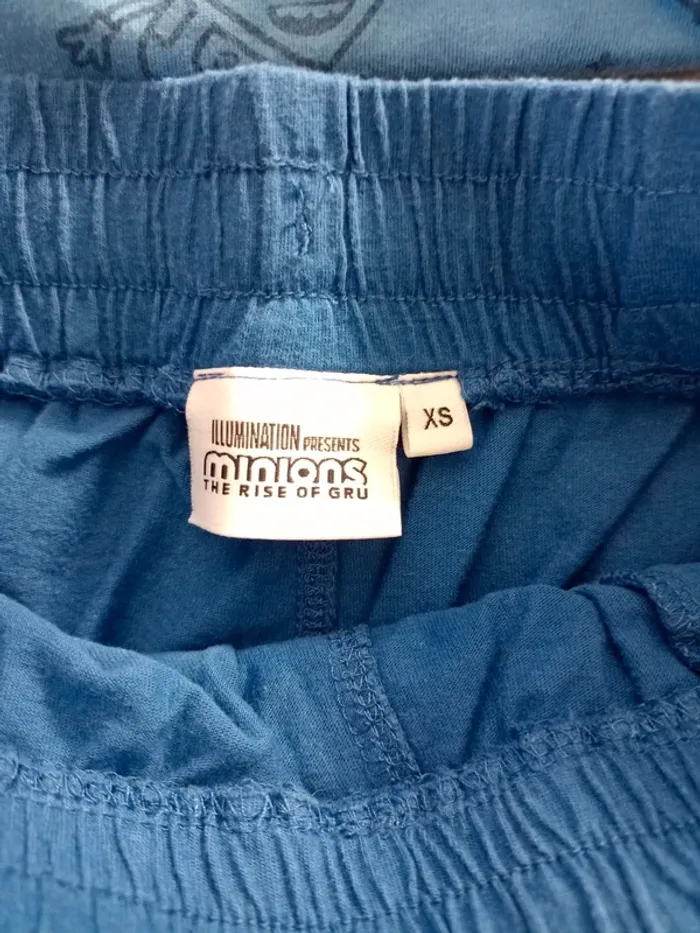 ILLUMINATION PRESENTS
minions
THE RISE OF GRU
XS